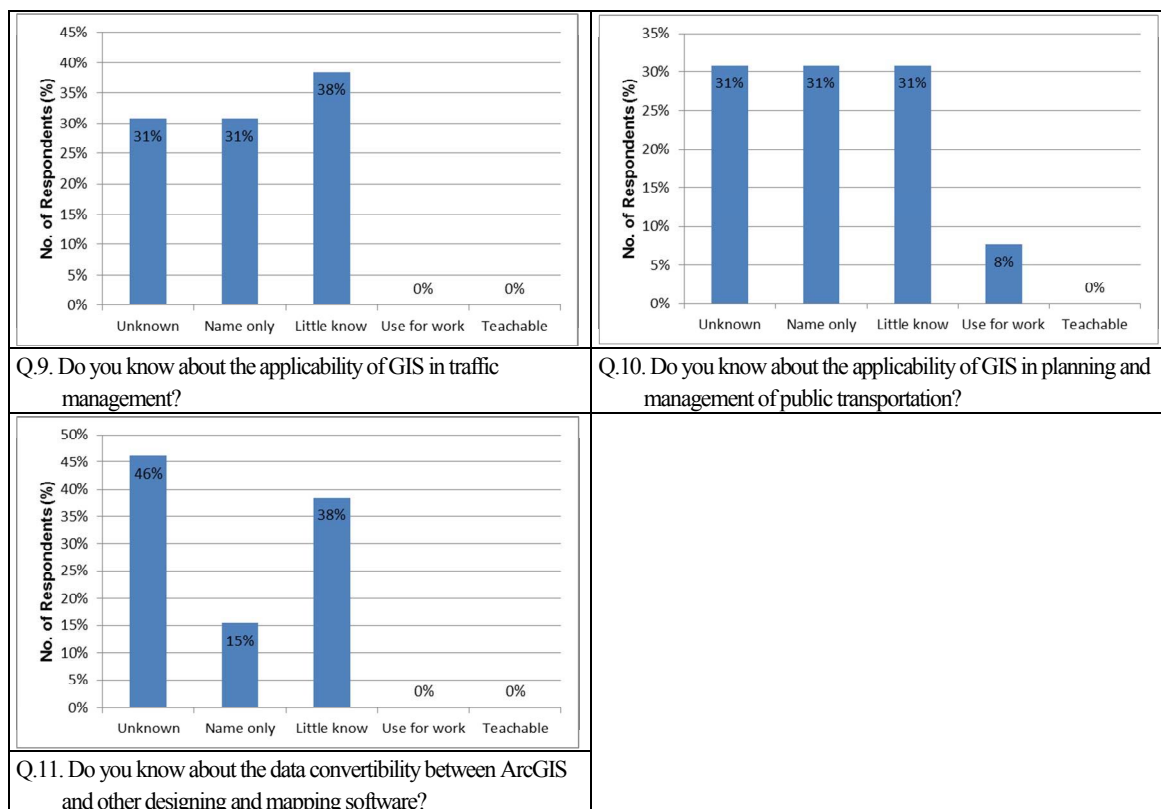 45%
40%
35%
30%
25%
20%
15%
10%
5%
0%
No. of Respondents (%)
31%
31%
38%
0%
0%
Unknown
Name only
Little know
Use for work
Teachable
Q.9. Do you know about the applicability of GIS in traffic
management?
35%
30%
25%
20%
15%
10%
5%
0%
No. of Respondents (%)
31%
31%
31%
8%
0%
Unknown
Name only
Little know
Use for work
Teachable
Q.10. Do you know about the applicability of GIS in planning and
management of public transportation?
50%
45%
40%
35%
30%
25%
20%
15%
10%
5%
0%
No. of Respondents (%)
46%
15%
38%
0%
0%
Unknown
Name only
Little know
Use for work
Teachable
Q.11. Do you know about the data convertibility between ArcGIS
and other designing and mapping software?